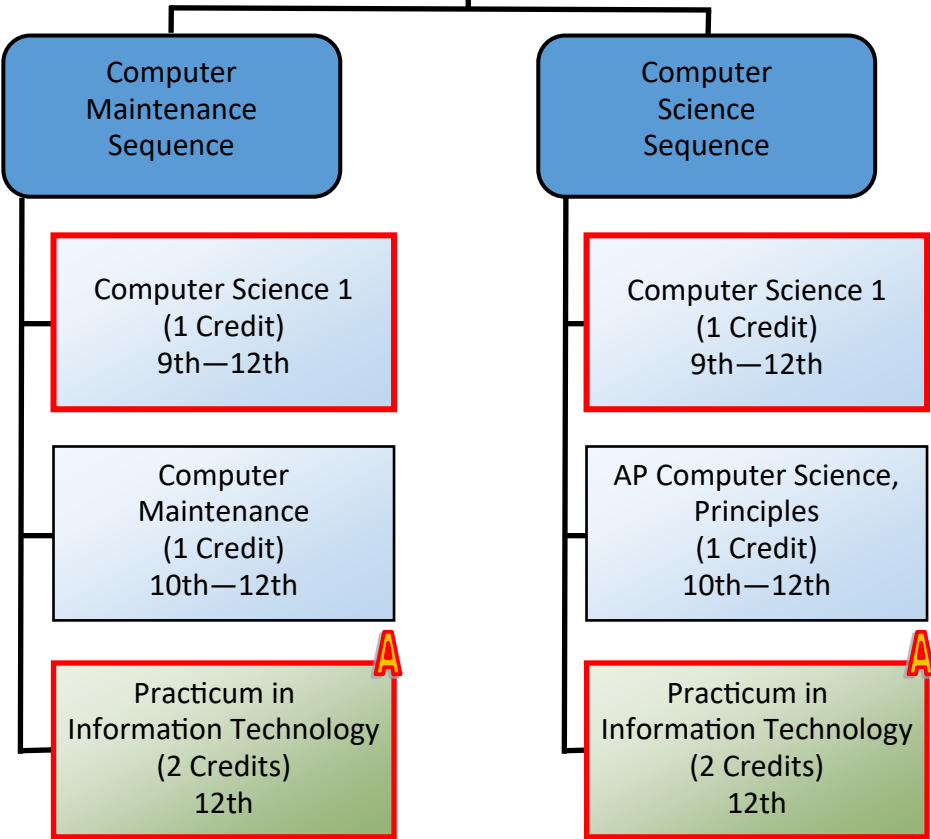 Computer
Maintenance
Sequence
Computer Science 1
(1 Credit)
9th—12th
Computer
Maintenance
(1 Credit)
10th—12th
A
Practicum in
Information Technology
(2 Credits)
12th
Computer
Science
Sequence
Computer Science 1
(1 Credit)
9th—12th
AP Computer Science,
Principles
(1 Credit)
10th—12th
A
Practicum in
Information Technology
(2 Credits)
12th